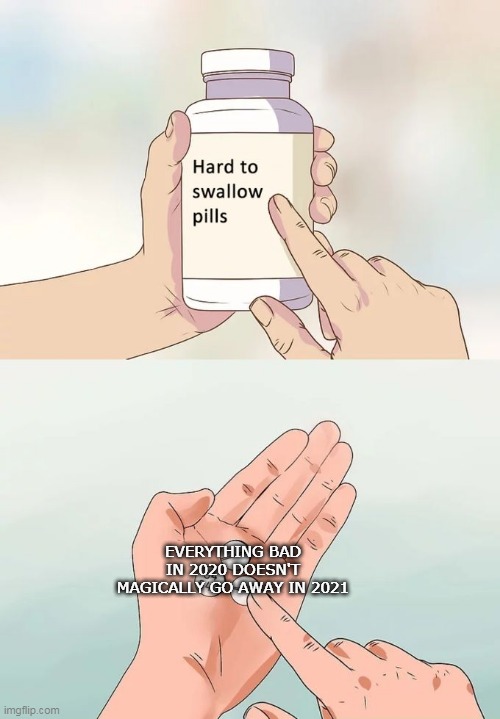 Hard to
swallow
pills
EVERYTHING BAD
IN 2020 DOESN'T
MAGICALLY GO AWAY IN 2021
imgflip.com